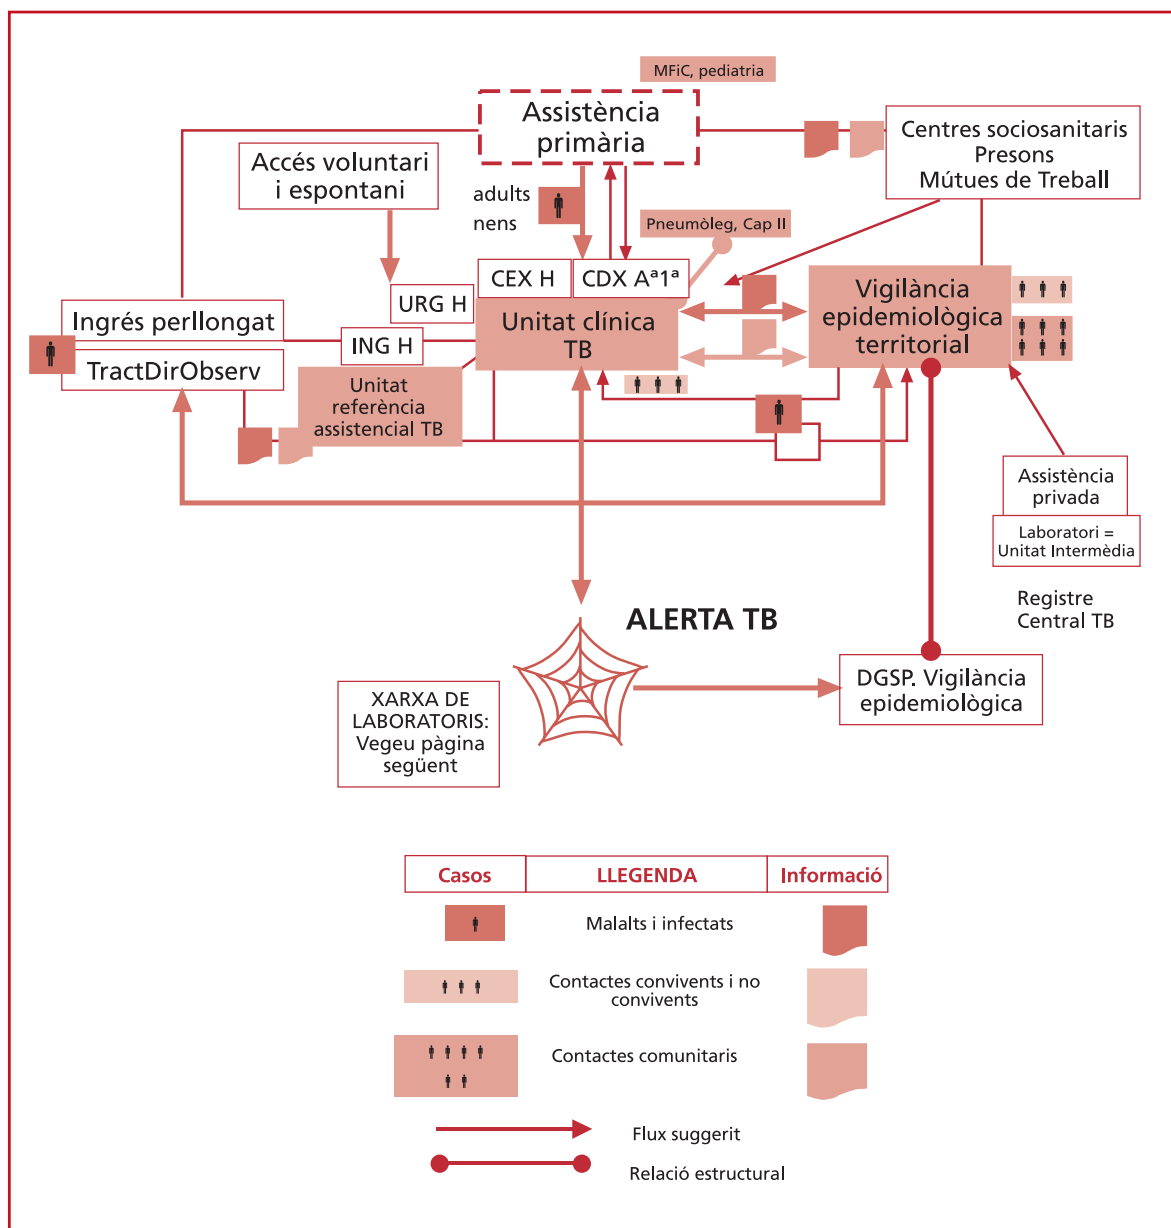 MFiC, pediatria
Assistència
primària
Centres sociosanitaris
Presons
Mútues de Treball
Accés voluntari
i espontani
adults
nens
Pneumòleg, Cap II
CEX H
CDX Aª1ª
URG H
Unitat clínica
TB
Vigilància
epidemiològica
territorial
Ingrés perllongat
ING H
TractDirObserv
Unitat
referència
assistencial TB
Assistència
privada
Laboratori =
Unitat Intermèdia
Registre
Central TB
ALERTA TB
DGSP. Vigilància
epidemiològica
XARXA DE
LABORATORIS:
Vegeu pàgina
següent
Casos
LLEGENDA
Informació
Malalts i infectats
Contactes convivents i no
convivents
Contactes comunitaris
Flux suggerit
Relació estructural